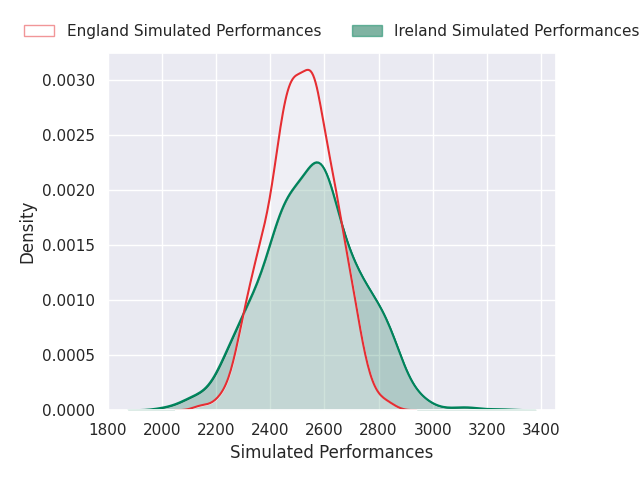 England Simulated Performances Ireland Simulated Performances
0.0030
0.0025
0.0020
0.0015
0.0010
0.0005
0.0000
Density
1800 2000 2200 2400 2600 2800 3000 3200 3400
Simulated Performances